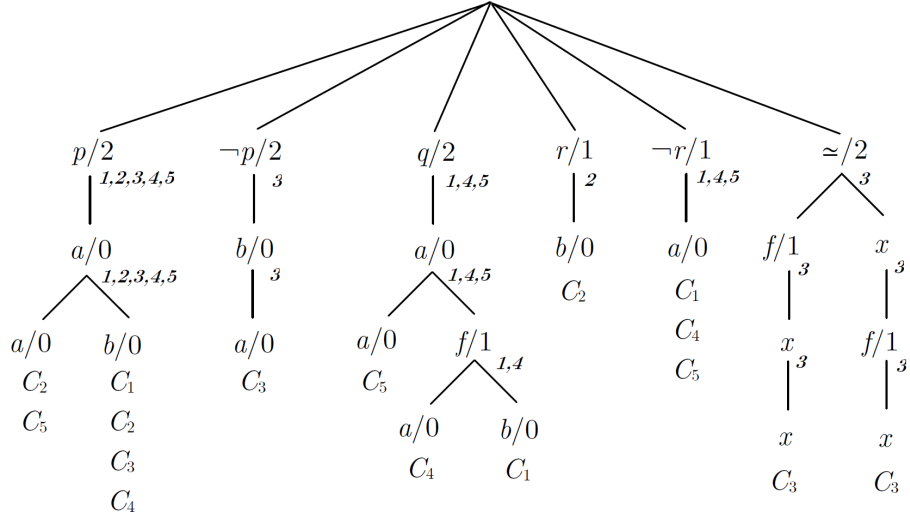 p/2 ¬p/2 q/2 r/1 ¬r/1 ≃/2
1,2,3,4,5 3 1,4,5 2 1,4,5 3
a/0 b/0 a/0 b/0 a/0 f/1 x
1,2,3,4,5 3 1,4,5 C₂ C₁ 3 3
C₄
a/0 b/0 a/0 a/0 f/1 C₅ x f/1
C₂ C₁ C₃ C₅ 1,4 3 3
C₅ C₂ a/0 b/0 x x
C₃ C₄ C₁ C₃ C₃
C₄